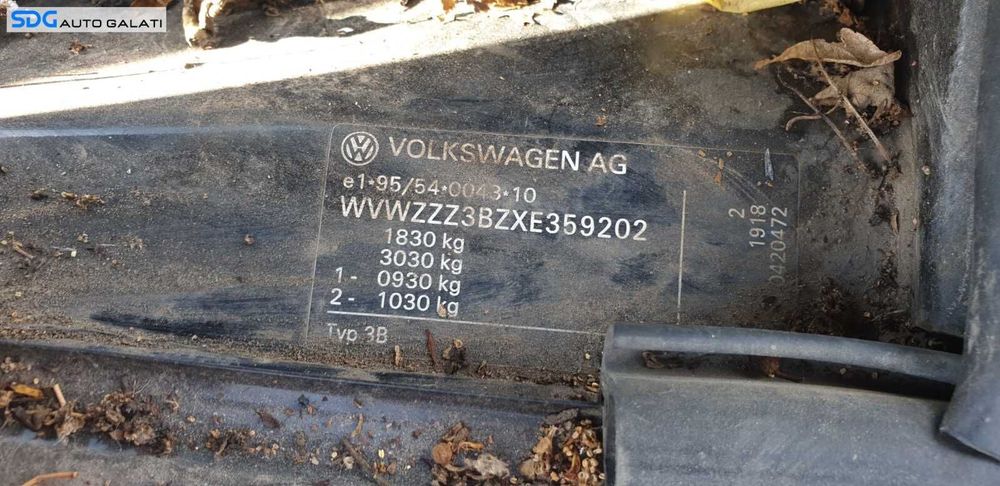 SDG
AUTO GALATI
VOLKSWAGEN AG
e1*95/54*0043*10
WVWZZZ3BZXE359202
1830 kg
3030 kg
1- 0930 kg
2- 1030 kg
Typ 3B
2
1918
0420472